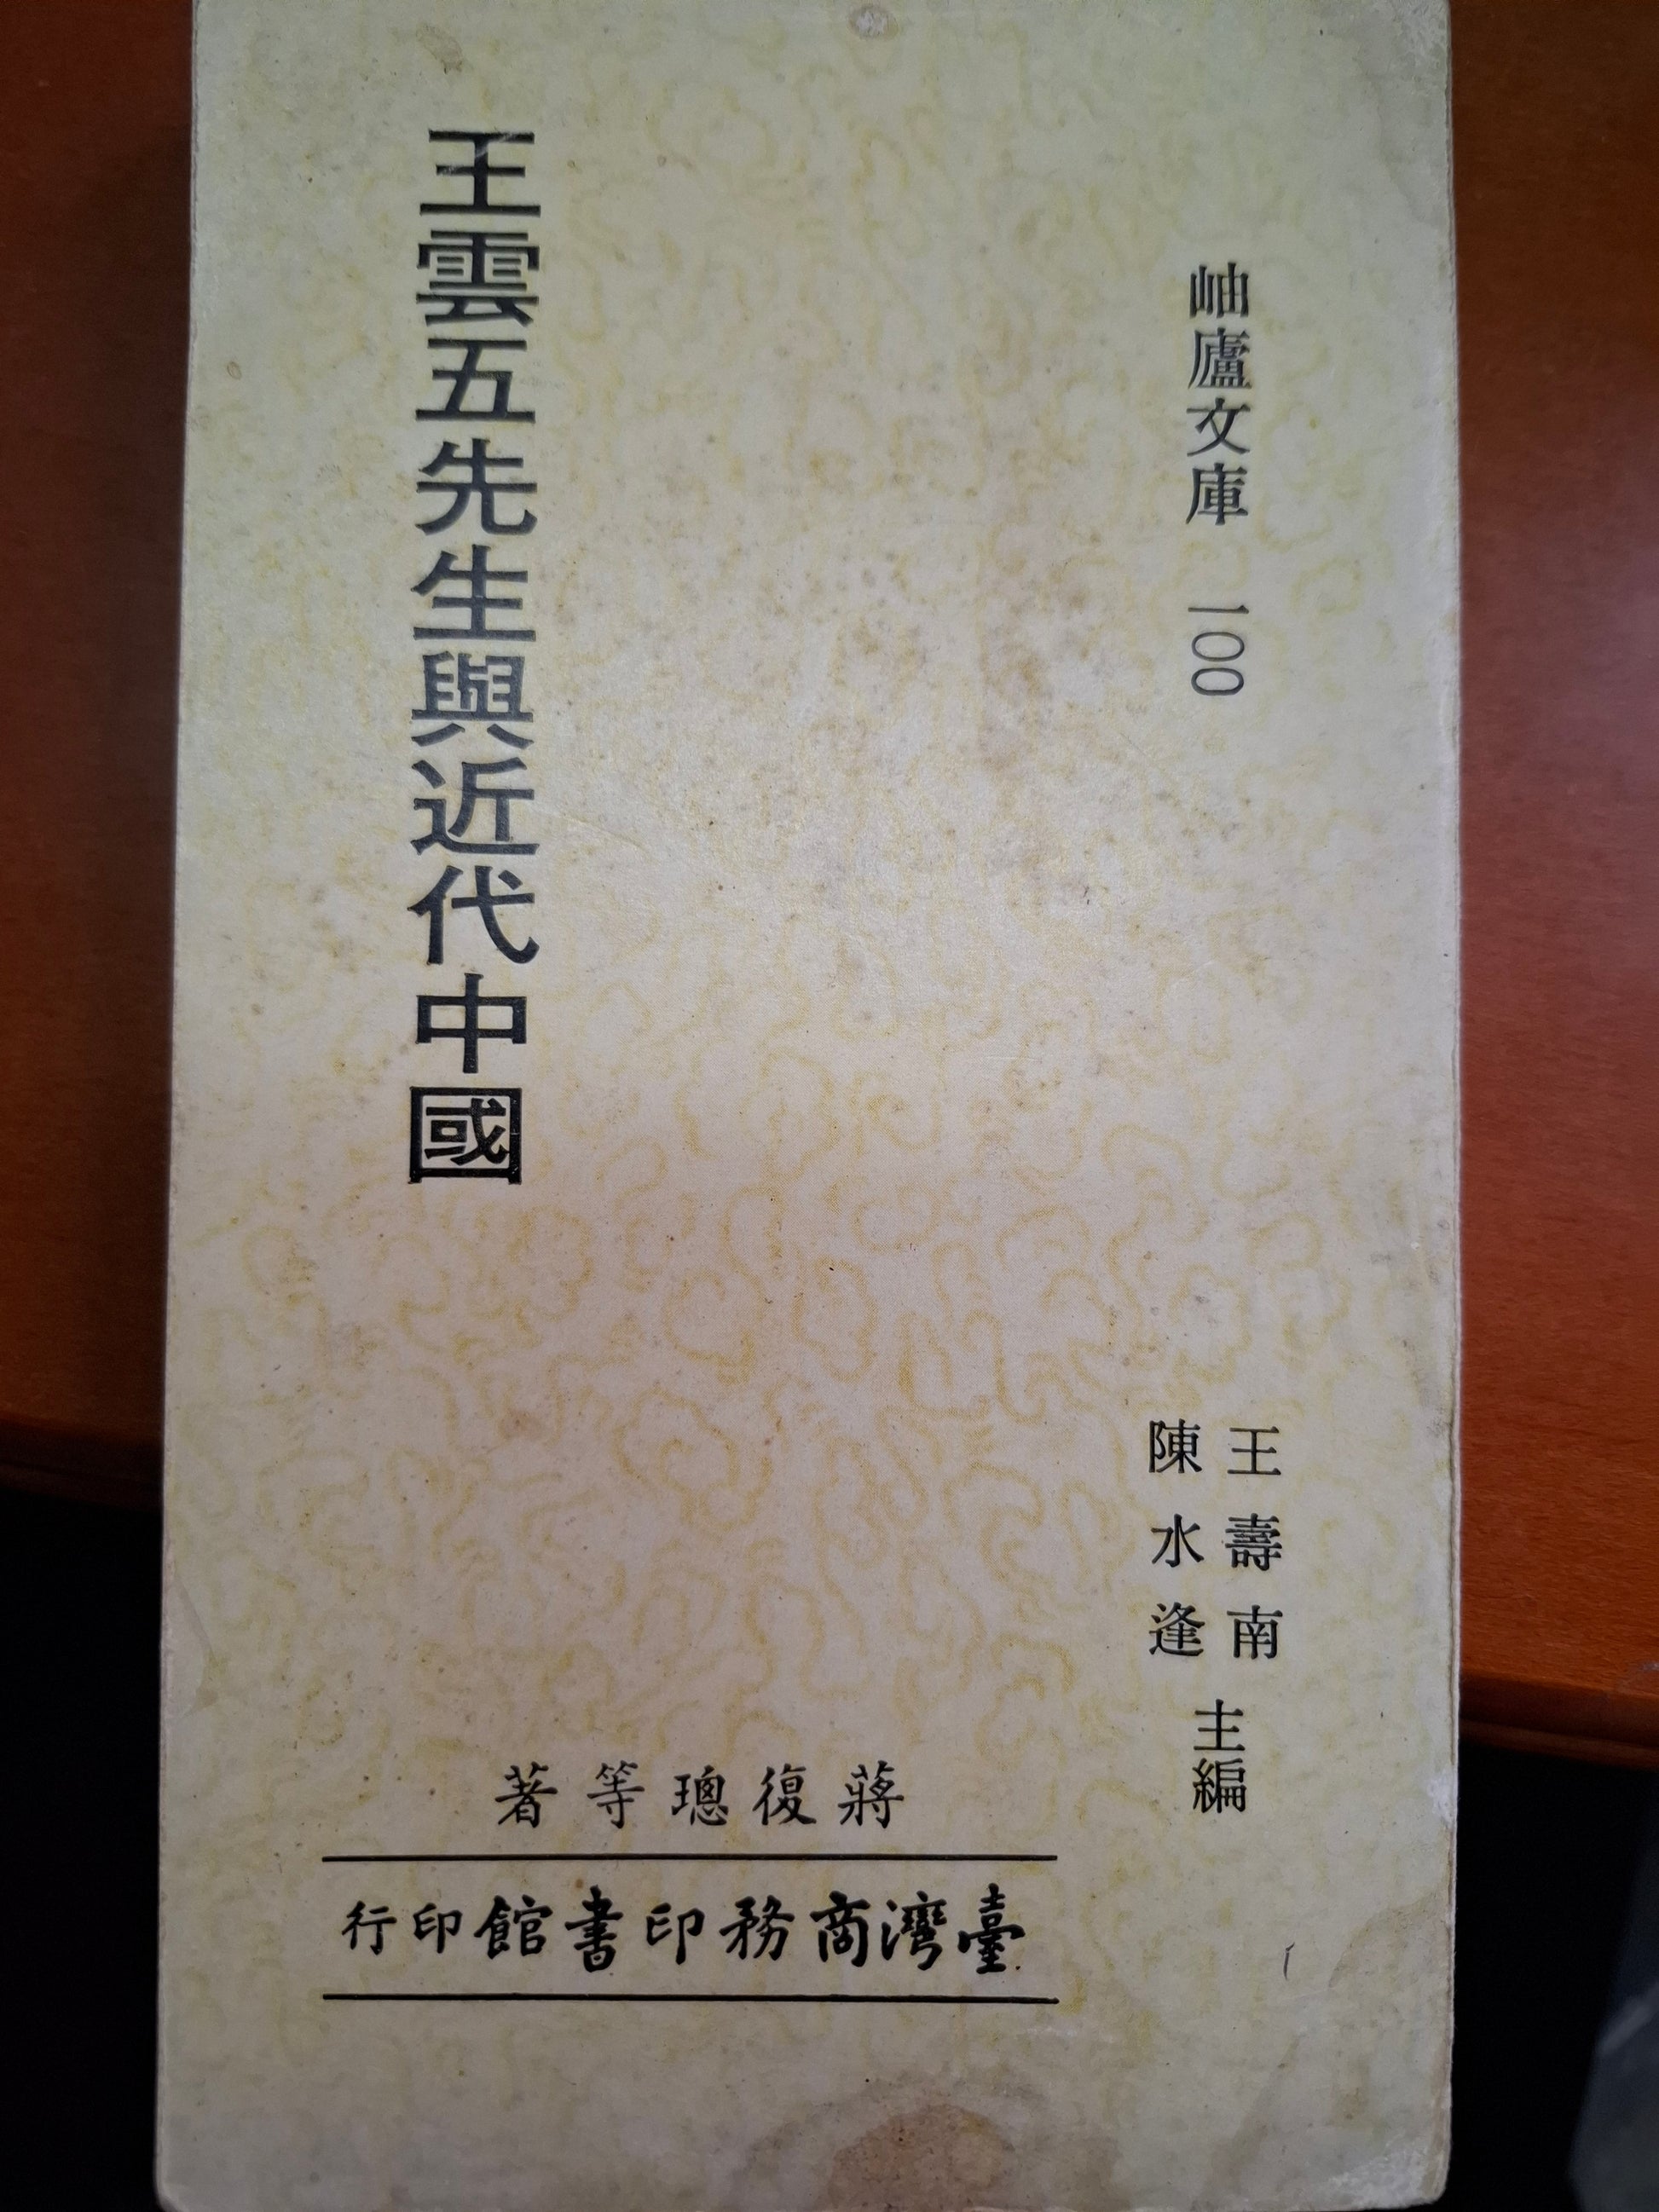 岫廬文庫 一〇〇
王壽南
陳水逢
主編
王雲五先生與近代中國
蔣復璁等著
臺灣商務印書館印行